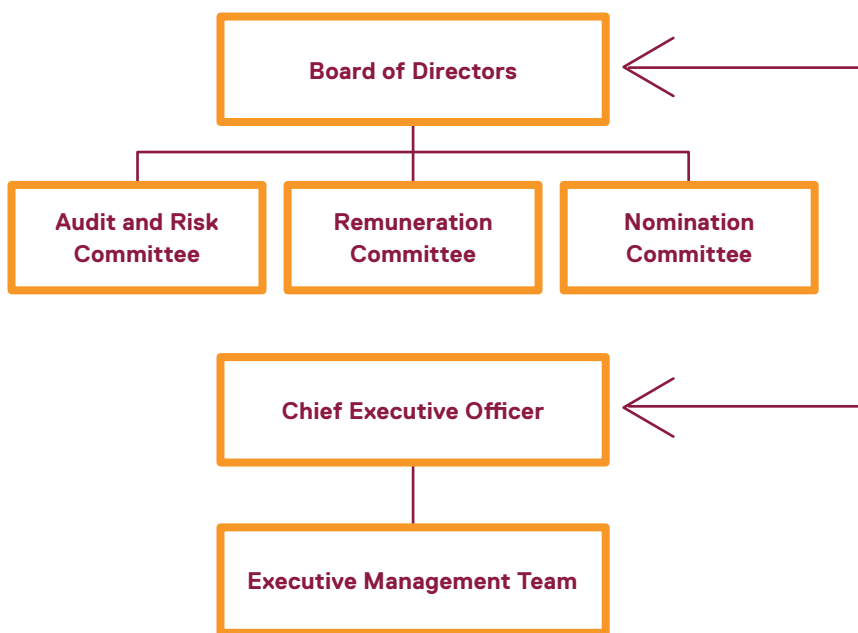 Board of Directors
Audit and Risk
Committee
Remuneration
Committee
Nomination
Committee
Chief Executive Officer
Executive Management Team